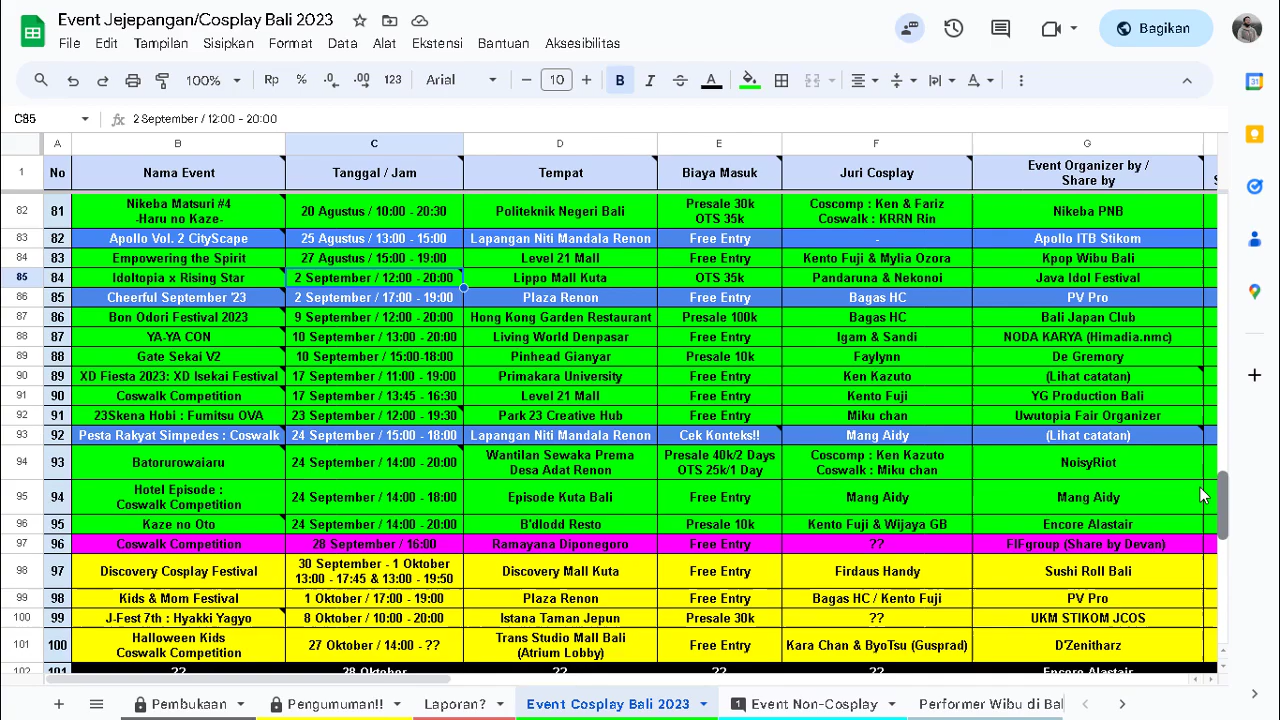 Event Jejepangan/Cosplay Bali 2023
File Edit Tampilan Sisipkan Format Data Alat Ekstensi Bantuan Aksesibilitas
Bagikan
100% Rp % .0 .00 123 Arial 10 B I A
C85 fx 2 September / 12:00 - 20:00
A B C D E F G
1 No Nama Event Tanggal / Jam Tempat Biaya Masuk Juri Cosplay Event Organizer by /
Share by
82 81 Nikeba Matsuri #4 20 Agustus / 10:00 - 20:30 Politeknik Negeri Bali Presale 30k Coscomp : Ken & Fariz Nikeba PNB
-Haru no Kaze- OTS 35k Coswalk : KRRN Rin
83 82 Apollo Vol. 2 CityScape 25 Agustus / 13:00 - 15:00 Lapangan Niti Mandala Renon Free Entry - Apollo ITB Stikom
84 83 Empowering the Spirit 27 Agustus / 15:00 - 19:00 Level 21 Mall Free Entry Kento Fuji & Mylia Ozora Kpop Wibu Bali
85 84 Idoltopia x Rising Star 2 September / 12:00 - 20:00 Lippo Mall Kuta OTS 35k Pandaruna & Nekonoi Java Idol Festival
86 85 Cheerful September '23 2 September / 17:00 - 19:00 Plaza Renon Free Entry Bagas HC PV Pro
87 86 Bon Odori Festival 2023 9 September / 12:00 - 20:00 Hong Kong Garden Restaurant Presale 100k Bagas HC Bali Japan Club
88 87 YA-YA CON 10 September / 13:00 - 20:00 Living World Denpasar Free Entry Igam & Sandi NODA KARYA (Himadia.nmc)
89 88 Gate Sekai V2 10 September / 15:00-18:00 Pinhead Gianyar Presale 10k Faylynn De Gremory
90 89 XD Fiesta 2023: XD Isekai Festival 17 September / 11:00 - 19:00 Primakara University Free Entry Ken Kazuto (Lihat catatan)
91 90 Coswalk Competition 17 September / 13:45 - 16:30 Level 21 Mall Free Entry Kento Fuji YG Production Bali
92 91 23Skena Hobi : Fumitsu OVA 23 September / 12:00 - 19:30 Park 23 Creative Hub Free Entry Miku chan Uwutopia Fair Organizer
93 92 Pesta Rakyat Simpedes : Coswalk 24 September / 15:00 - 18:00 Lapangan Niti Mandala Renon Cek Konteks!! Mang Aidy (Lihat catatan)
94 93 Batorurowaiaru 24 September / 14:00 - 20:00 Wantilan Sewaka Prema Presale 40k/2 Days Coscomp : Ken Kazuto NoisyRiot
Desa Adat Renon OTS 25k/1 Day Coswalk : Miku chan
95 94 Hotel Episode : 24 September / 14:00 - 18:00 Episode Kuta Bali Free Entry Mang Aidy Mang Aidy
Coswalk Competition
96 95 Kaze no Oto 24 September / 14:00 - 20:00 B'dlodd Resto Presale 10k Kento Fuji & Wijaya GB Encore Alastair
97 96 Coswalk Competition 28 September / 16:00 Ramayana Diponegoro Free Entry ?? FIFgroup (Share by Devan)
98 97 Discovery Cosplay Festival 30 September - 1 Oktober Discovery Mall Kuta Free Entry Firdaus Handy Sushi Roll Bali
13:00 - 17:45 & 13:00 - 19:50
99 98 Kids & Mom Festival 1 Oktober / 17:00 - 19:00 Plaza Renon Free Entry Bagas HC / Kento Fuji PV Pro
100 99 J-Fest 7th : Hyakki Yagyo 8 Oktober / 10:00 - 20:00 Istana Taman Jepun Presale 30k ?? UKM STIKOM JCOS
101 100 Halloween Kids 27 Oktober / 14:00 - ?? Trans Studio Mall Bali Free Entry Kara Chan & ByoTsu (Gusprad) D'Zenitharz
Coswalk Competition (Atrium Lobby)
102 101 ?? 28 Oktober ?? ?? ?? Encore Alastair
Pembukaan Pengumuman!! Laporan? Event Cosplay Bali 2023 Event Non-Cosplay Performer Wibu di Bal